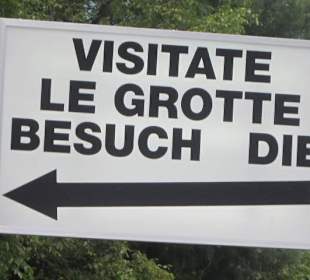 VISITATE
LE GROTTE
BESUCH DIE